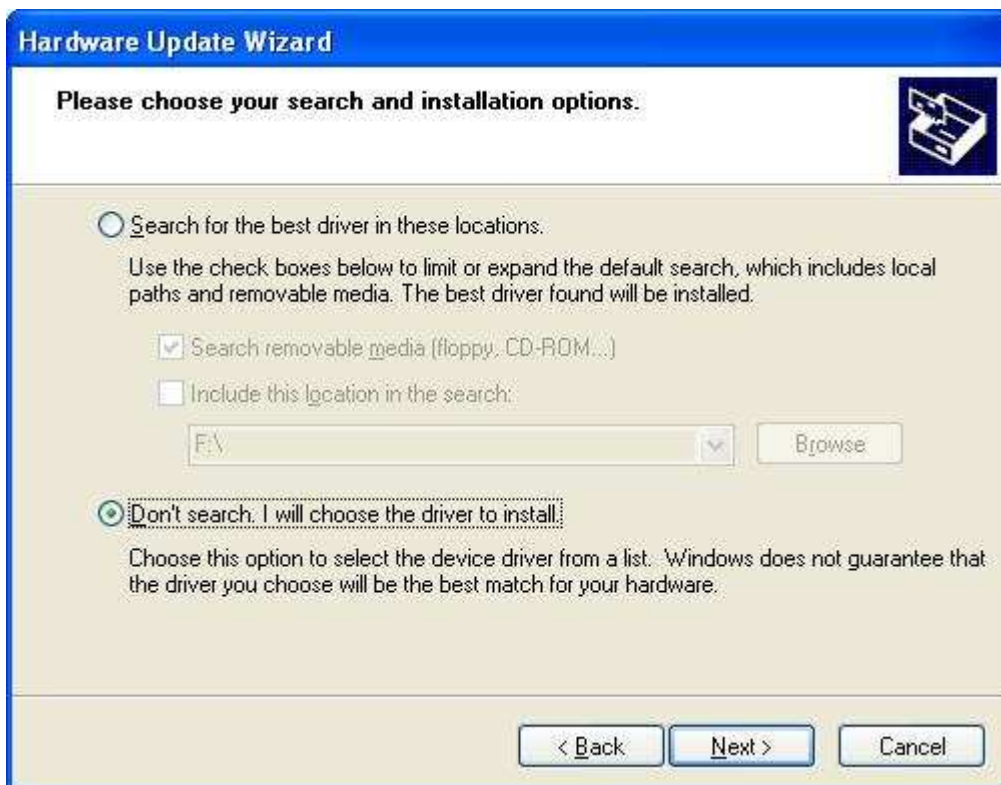 Hardware Update Wizard
Please choose your search and installation options.
Search for the best driver in these locations.
Use the check boxes below to limit or expand the default search, which includes local
paths and removable media. The best driver found will be installed.
Search removable media (floppy, CD-ROM...)
Include this location in the search:
F:\
Browse
Don't search. I will choose the driver to install.
Choose this option to select the device driver from a list. Windows does not guarantee that
the driver you choose will be the best match for your hardware.
< Back Next > Cancel